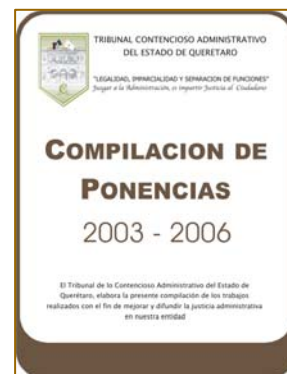 TRIBUNAL CONTENCIOSO ADMINISTRATIVO
DEL ESTADO DE QUERETARO
"LEGALIDAD, IMPARCIALIDAD Y SEPARACION DE FUNCIONES"
Juzgar a la Administración, es impartir Justicia al Ciudadano
COMPILACION DE
PONENCIAS
2003 - 2006
El Tribunal de lo Contencioso Administrativo del Estado de
Querétaro, elabora la presente compilación de los trabajos
realizados con el fin de mejorar y difundir la justicia administrativa
en nuestra entidad